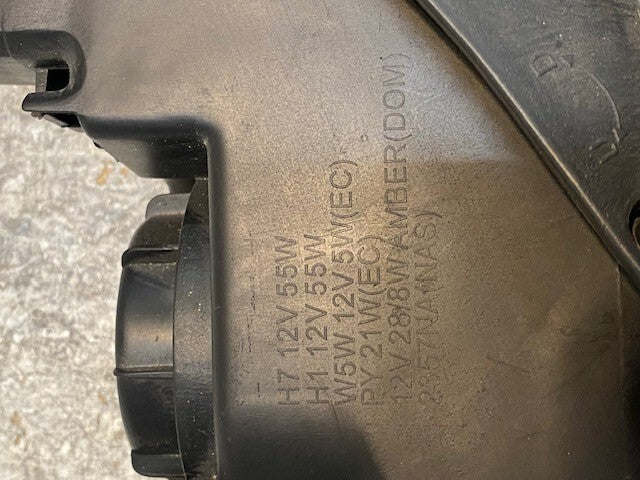 H7 12V 55W
H1 12V 55W
W5W 12V 5W(EC)
PY 21W(EC)
12V 28/8W AMBER(DOM)
2357NA(NAS)
U
D